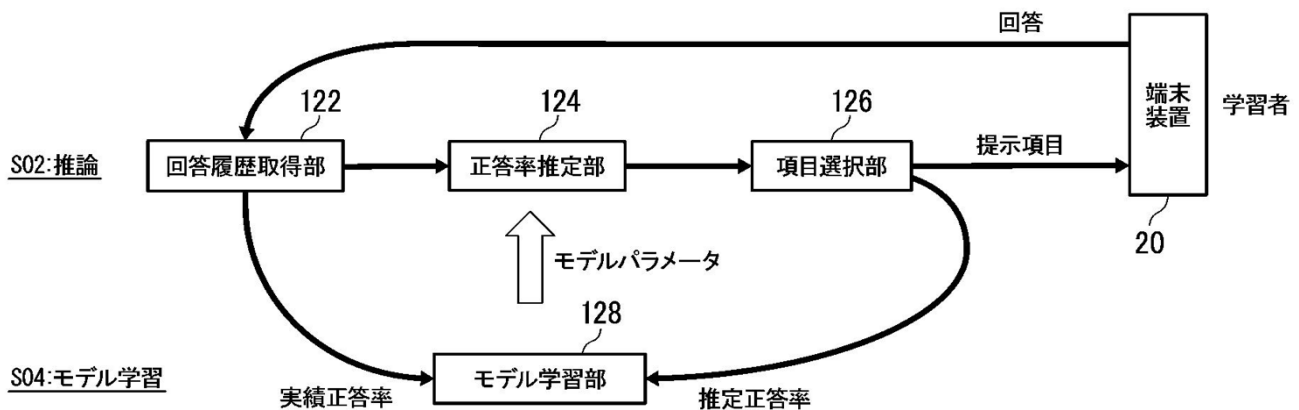 回答
122
124
126
端末
装置
学習者
S02:推論
回答履歴取得部
正答率推定部
項目選択部
提示項目
20
モデルパラメータ
128
S04:モデル学習
実績正答率
モデル学習部
推定正答率